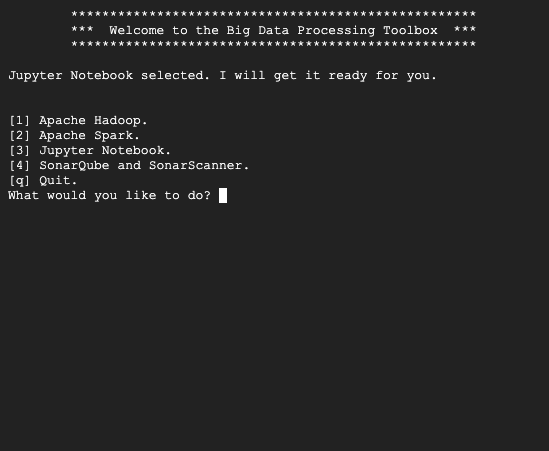 ****************************************************
*** Welcome to the Big Data Processing Toolbox ***
****************************************************
Jupyter Notebook selected. I will get it ready for you.
[1] Apache Hadoop.
[2] Apache Spark.
[3] Jupyter Notebook.
[4] SonarQube and SonarScanner.
[q] Quit.
What would you like to do?